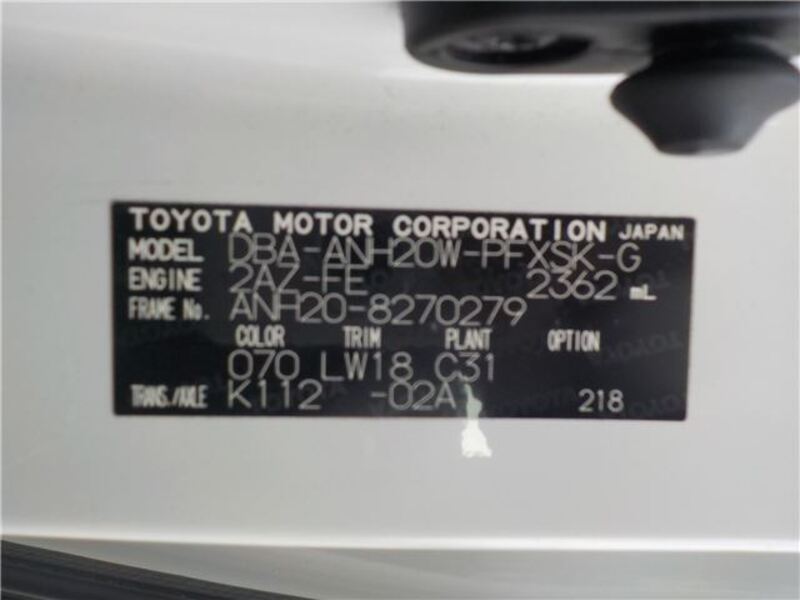 TOYOTA MOTOR CORPORATION JAPAN
MODEL DBA-ANH20W-PFXSK-G
ENGINE 2AZ-FE 2362 mL
FRAME No. ANH20-8270279
COLOR TRIM PLANT OPTION
070 LW18 C31
TRANS./AXLE K112 -02A 218